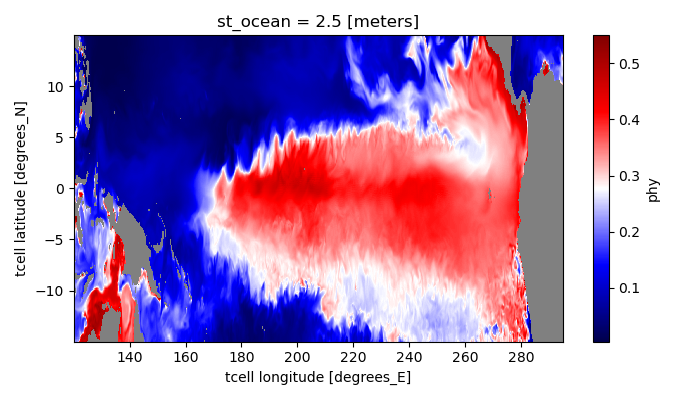 st_ocean = 2.5 [meters]
tcell latitude [degrees_N]
10
5
0
−5
−10
140 160 180 200 220 240 260 280
tcell longitude [degrees_E]
0.5
0.4
0.3
0.2
0.1
phy